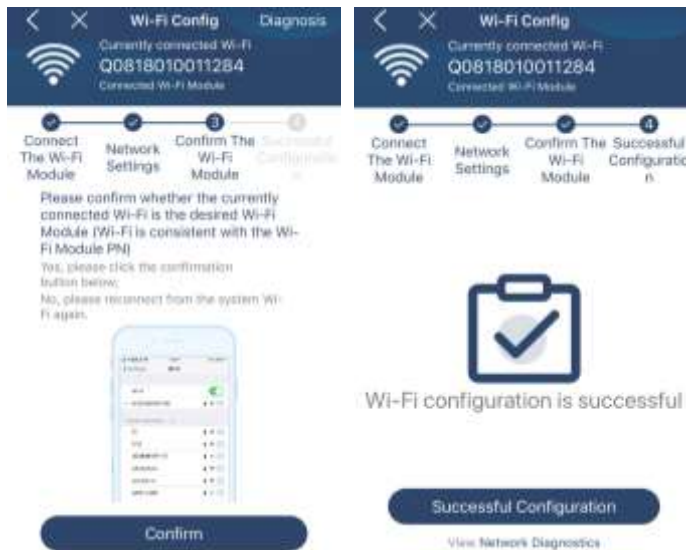 Wi-Fi Config Diagnosis
Currently connected Wi-Fi
Q0818010011284
Connected Wi-Fi Module
3
4
Connect
The Wi-Fi
Module
Network
Settings
Confirm The
Wi-Fi
Module
Successful
Configuratio
n
Please confirm whether the currently
connected Wi-Fi is the desired Wi-Fi
Module (Wi-Fi is consistent with the Wi-
Fi Module PN)
Yes, please click the confirmation
button below;
No, please reconnect from the system Wi-
Fi again.
Confirm
Wi-Fi Config
Currently connected Wi-Fi
Q0818010011284
Connected Wi-Fi Module
4
Connect
The Wi-Fi
Module
Network
Settings
Confirm The
Wi-Fi
Module
Successful
Configuratio
n
Wi-Fi configuration is successful
Successful Configuration
View Network Diagnostics